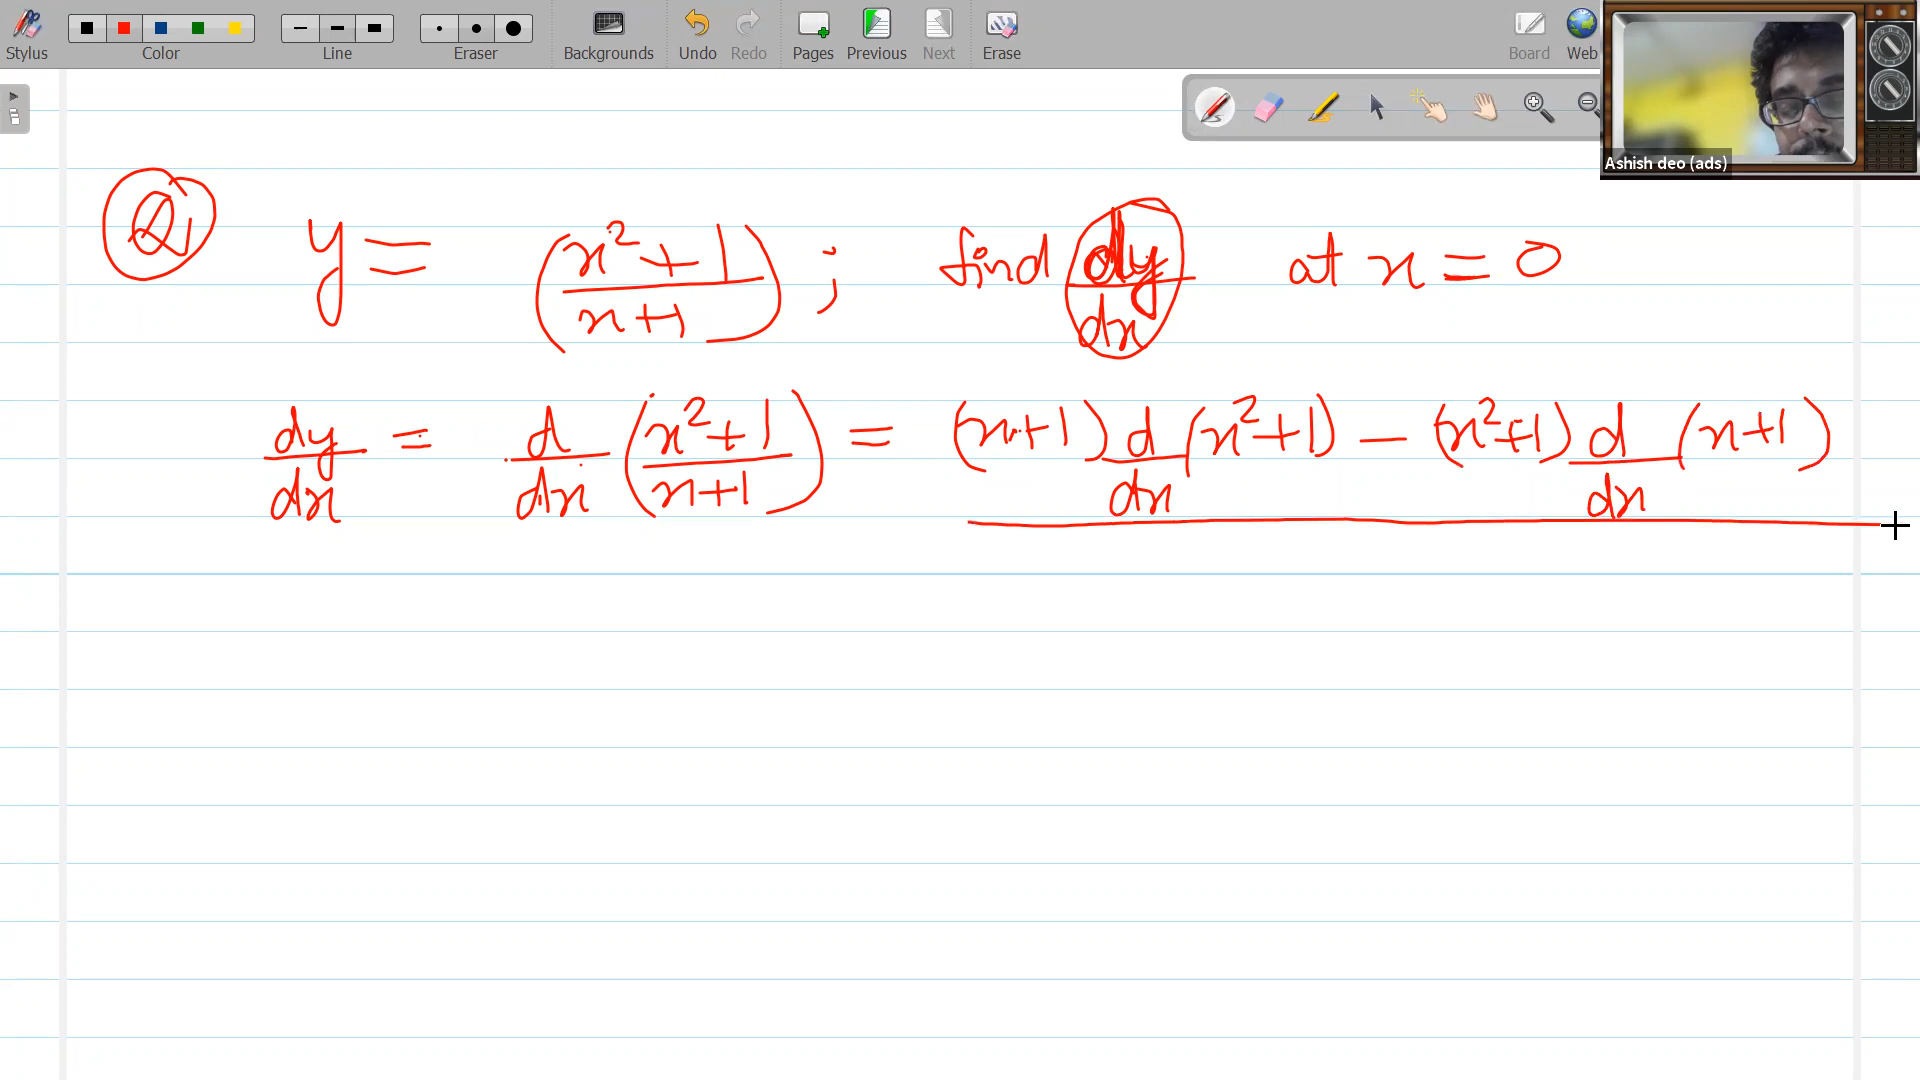 Stylus Color Line Eraser Backgrounds Undo Redo Pages Previous Next Erase Board Web
Ashish deo (ads)
Q1 y = (x²+1 / x+1) ; find dy/dx at x = 0
dy/dx = d/dx (x²+1 / x+1) = (x+1) d/dx (x²+1) − (x²+1) d/dx (x+1)